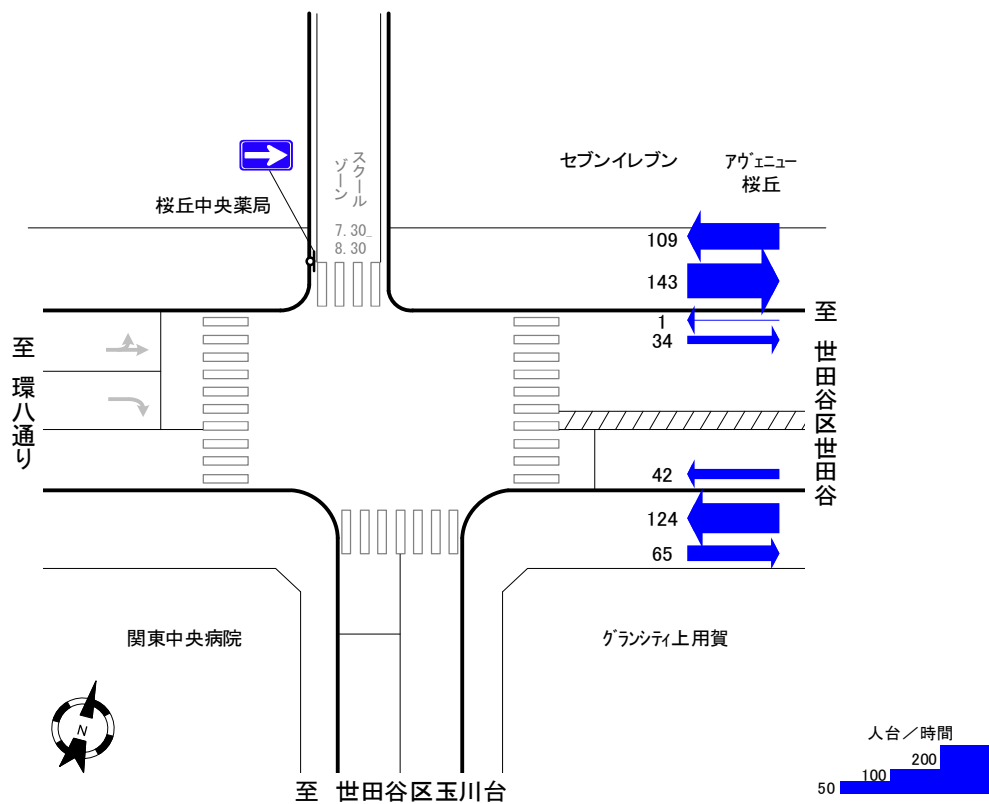 スクール
ゾーン
7.30_
8.30
セブンイレブン
アヴェニュー
桜丘
桜丘中央薬局
109
143
1
34
至 環八通り
至 世田谷区世田谷
42
124
65
関東中央病院
グランシティ上用賀
N
至 世田谷区玉川台
人台／時間
200
100
50